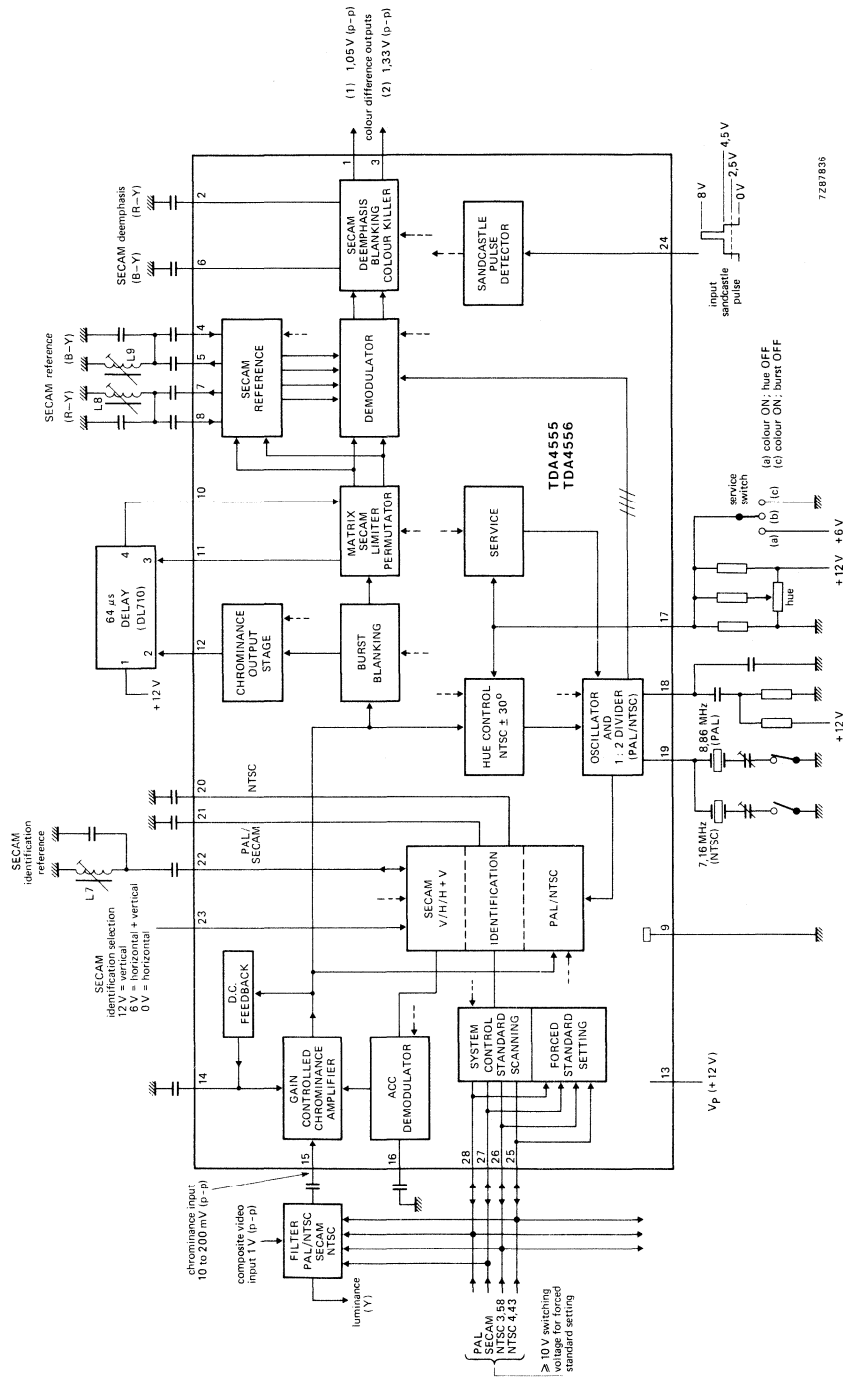 SECAM
identification selection
12 V = vertical
6 V = horizontal + vertical
0 V = horizontal
SECAM
identification
reference
L7
+12 V
1
2
64 µs
DELAY
(DL710)
4
3
SECAM reference
(R–Y)
(B–Y)
L8
L9
SECAM deemphasis
(B–Y)
(R–Y)
14
23
22
PAL/
SECAM
21
20
NTSC
12
11
10
8
7
5
4
6
2
chrominance input
10 to 200 mV (p-p)
composite video
input 1 V (p-p)
FILTER
PAL/NTSC
SECAM
NTSC
luminance
(Y)
15
16
GAIN
CONTROLLED
CHROMINANCE
AMPLIFIER
D.C.
FEEDBACK
ACC
DEMODULATOR
CHROMINANCE
OUTPUT
STAGE
BURST
BLANKING
MATRIX
SECAM
LIMITER
PERMUTATOR
SECAM
REFERENCE
DEMODULATOR
SECAM
DEEMPHASIS
BLANKING
COLOUR KILLER
1
3
(1) 1,05 V (p-p)
(2) 1,33 V (p-p)
colour difference outputs
SECAM
V/H/H + V
IDENTIFICATION
PAL/NTSC
HUE CONTROL
NTSC ± 30°
SERVICE
SANDCASTLE
PULSE
DETECTOR
28
27
26
25
SYSTEM
CONTROL
STANDARD
SCANNING
FORCED
STANDARD
SETTING
OSCILLATOR
AND
1 : 2 DIVIDER
(PAL/NTSC)
TDA4555
TDA4556
PAL
SECAM
NTSC 3,58
NTSC 4,43
⩾ 10 V switching
voltage for forced
standard setting
13
Vp (+ 12 V)
9
19
18
17
24
7,16 MHz
(NTSC)
8,86 MHz
(PAL)
+12 V
hue
+12 V
+6 V
service
switch
(a)
(b)
(c)
(a) colour ON; hue OFF
(c) colour ON; burst OFF
input
sandcastle
pulse
8 V
4,5 V
2,5 V
0 V
7Z87836